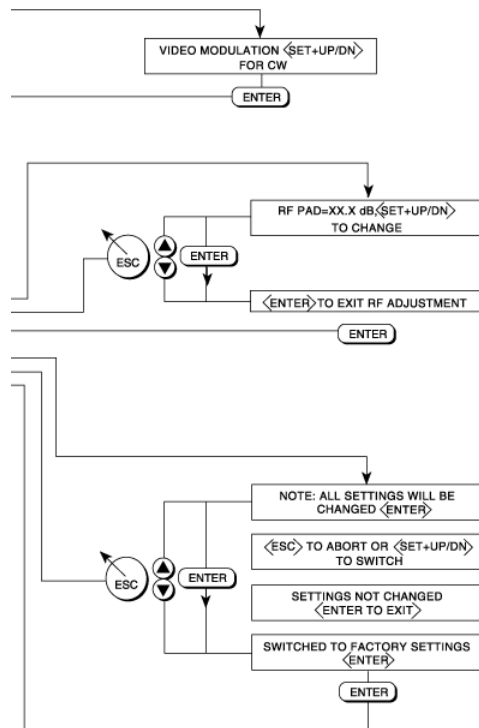 VIDEO MODULATION <SET+UP/DN>
FOR CW
ENTER
RF PAD=XX.X dB,<SET+UP/DN>
TO CHANGE
ENTER
ESC
<ENTER>TO EXIT RF ADJUSTMENT
ENTER
NOTE: ALL SETTINGS WILL BE
CHANGED <ENTER>
<ESC> TO ABORT OR <SET+UP/DN>
TO SWITCH
ENTER
ESC
SETTINGS NOT CHANGED
<ENTER TO EXIT>
SWITCHED TO FACTORY SETTINGS
<ENTER>
ENTER